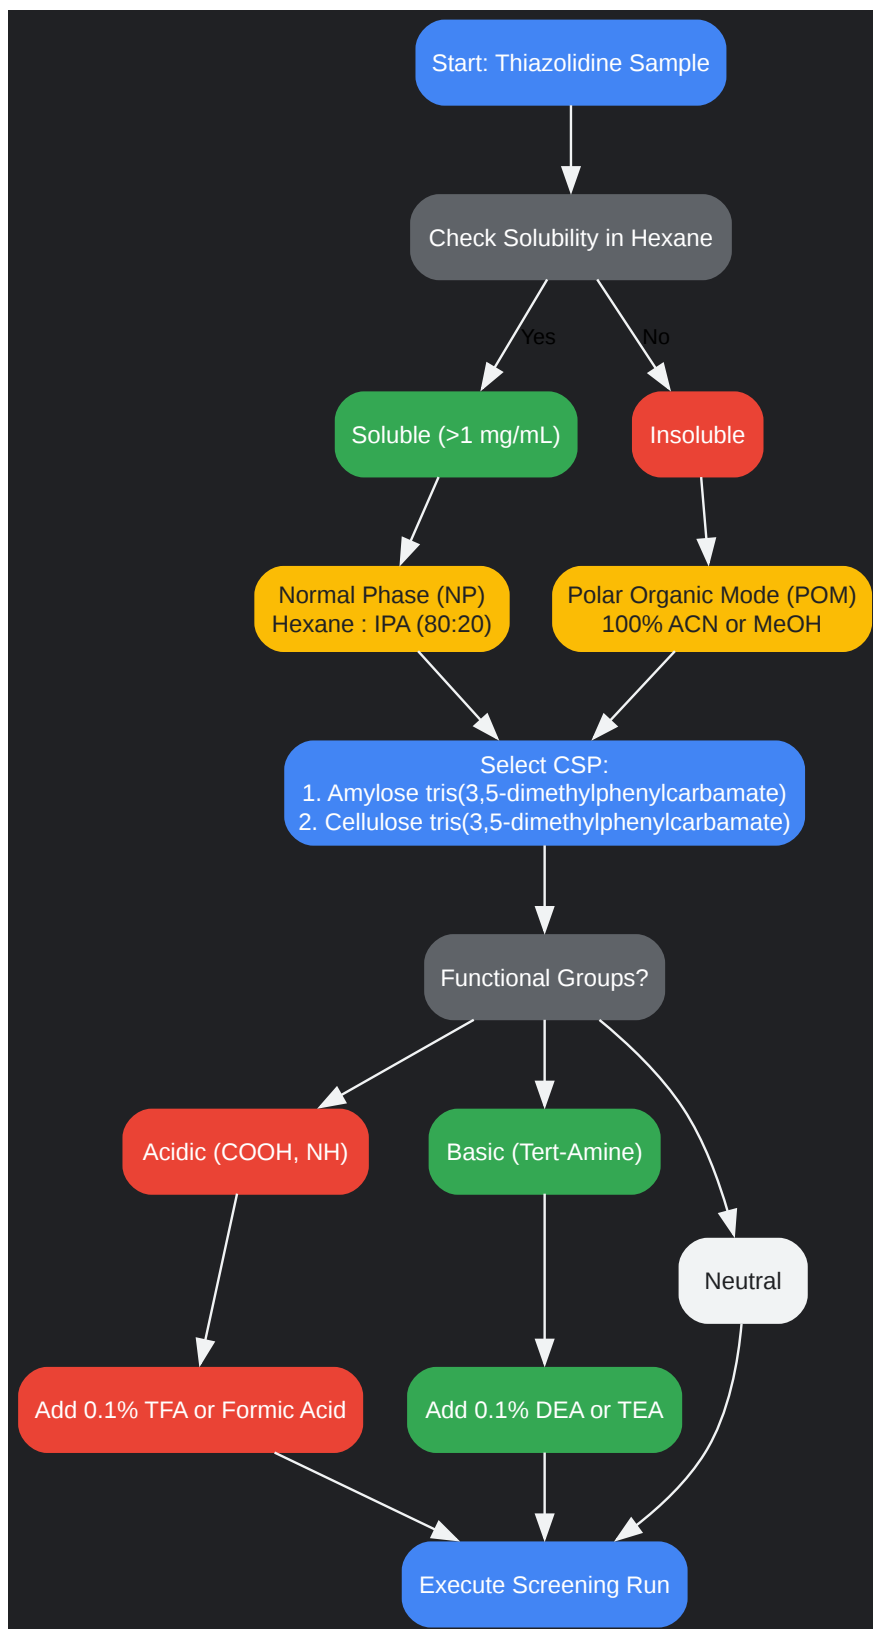 Start: Thiazolidine Sample
Check Solubility in Hexane
Yes
No
Soluble (>1 mg/mL)
Insoluble
Normal Phase (NP)
Hexane : IPA (80:20)
Polar Organic Mode (POM)
100% ACN or MeOH
Select CSP:
1. Amylose tris(3,5-dimethylphenylcarbamate)
2. Cellulose tris(3,5-dimethylphenylcarbamate)
Functional Groups?
Acidic (COOH, NH)
Basic (Tert-Amine)
Neutral
Add 0.1% TFA or Formic Acid
Add 0.1% DEA or TEA
Execute Screening Run